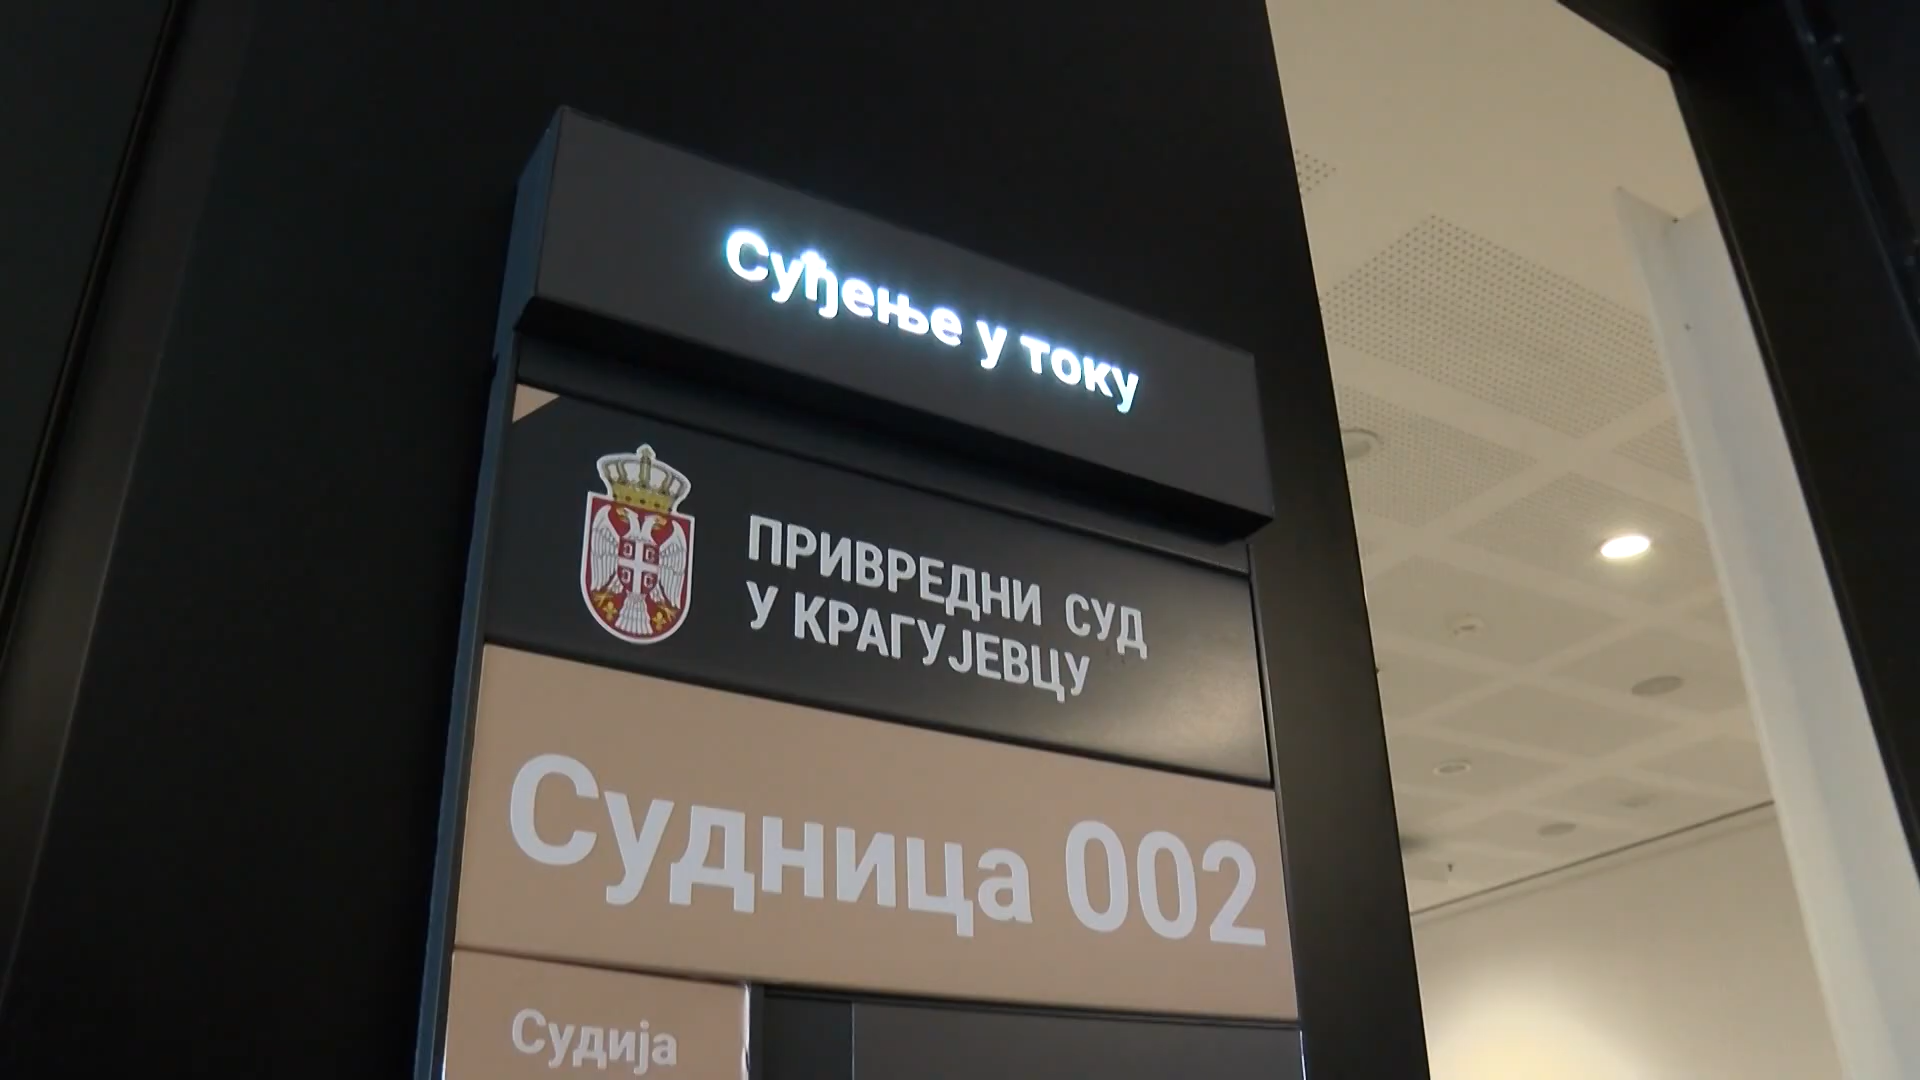 Суђење у току
ПРИВРЕДНИ СУД
У КРАГУЈЕВЦУ
Судница 002
Судија